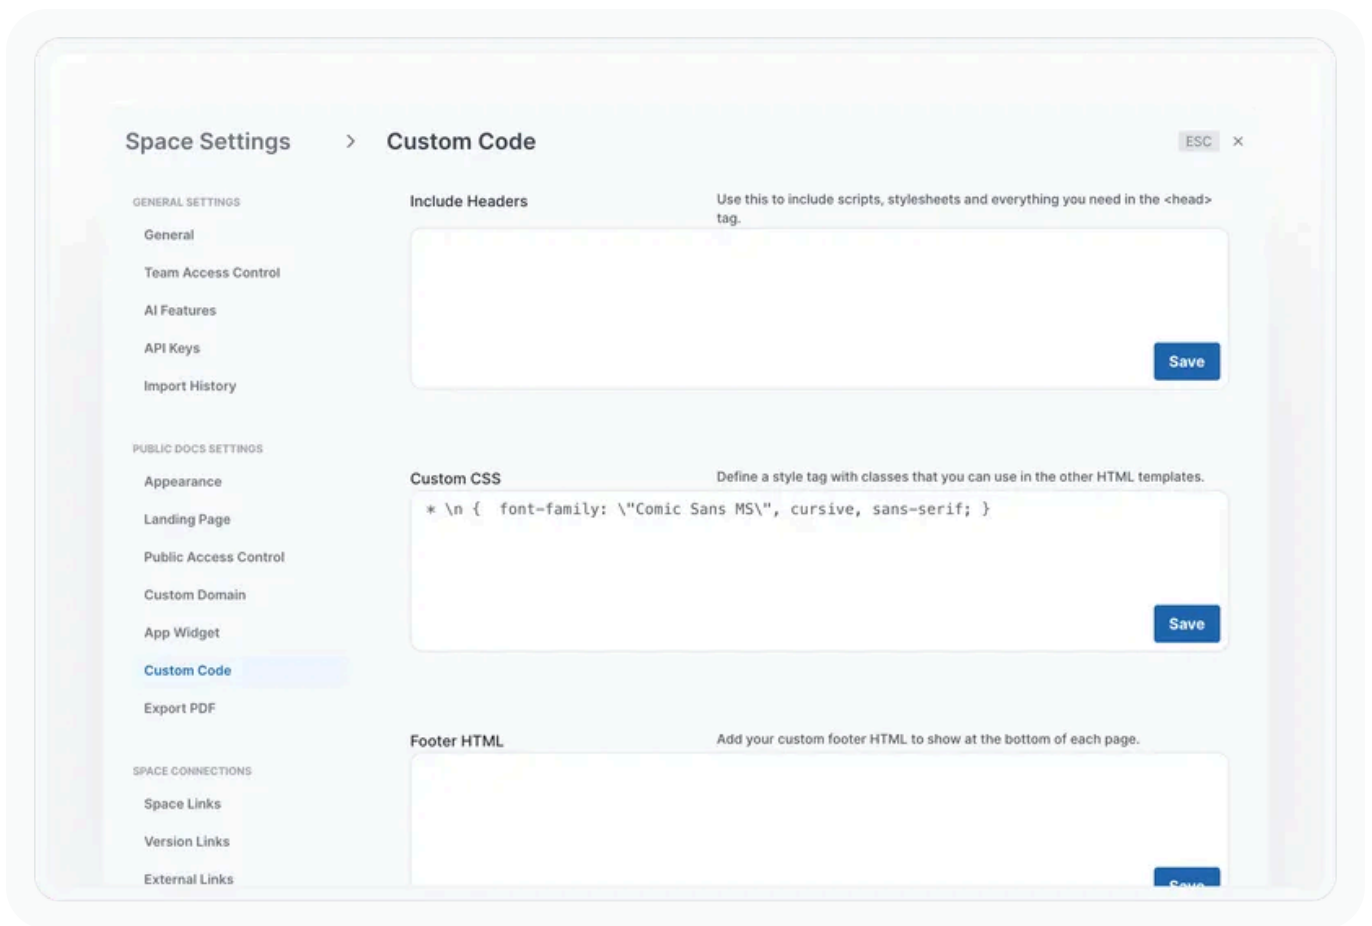 Space Settings > Custom Code ESC ×
GENERAL SETTINGS
General
Team Access Control
AI Features
API Keys
Import History
PUBLIC DOCS SETTINGS
Appearance
Landing Page
Public Access Control
Custom Domain
App Widget
Custom Code
Export PDF
SPACE CONNECTIONS
Space Links
Version Links
External Links
Include Headers
Use this to include scripts, stylesheets and everything you need in the <head>
tag.
Save
Custom CSS
Define a style tag with classes that you can use in the other HTML templates.
* \n {  font-family: \"Comic Sans MS\", cursive, sans-serif; }
Save
Footer HTML
Add your custom footer HTML to show at the bottom of each page.
Save